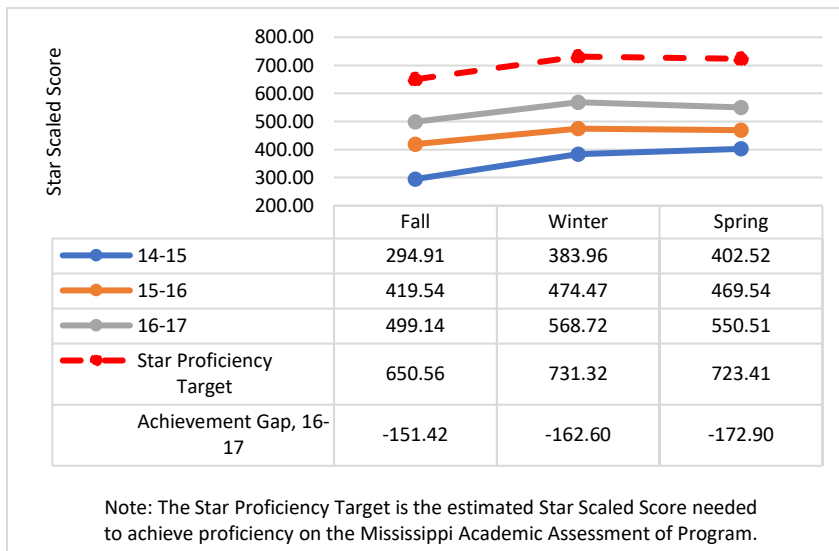 800.00
700.00
600.00
500.00
400.00
300.00
200.00
Star Scaled Score
Fall Winter Spring
14-15 294.91 383.96 402.52
15-16 419.54 474.47 469.54
16-17 499.14 568.72 550.51
Star Proficiency
Target 650.56 731.32 723.41
Achievement Gap, 16-
17 -151.42 -162.60 -172.90
Note: The Star Proficiency Target is the estimated Star Scaled Score needed
to achieve proficiency on the Mississippi Academic Assessment of Program.